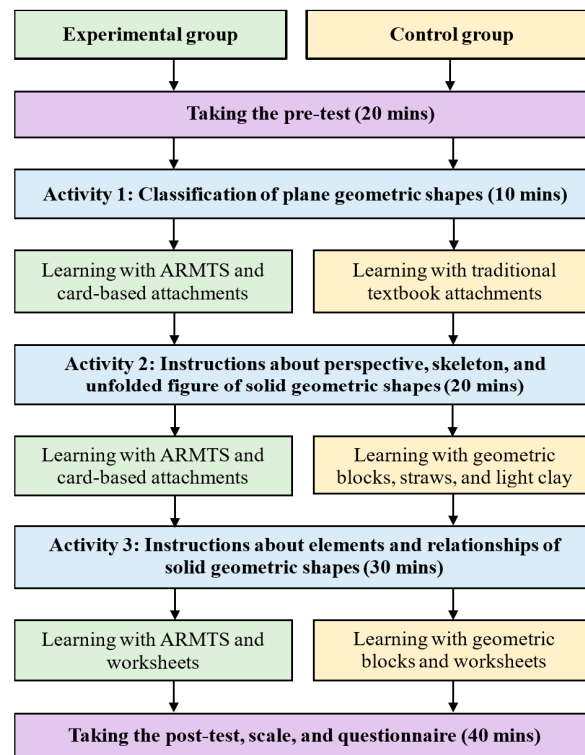 Experimental group
Control group
Taking the pre-test (20 mins)
Activity 1: Classification of plane geometric shapes (10 mins)
Learning with ARMTS and
card-based attachments
Learning with traditional
textbook attachments
Activity 2: Instructions about perspective, skeleton, and
unfolded figure of solid geometric shapes (20 mins)
Learning with ARMTS and
card-based attachments
Learning with geometric
blocks, straws, and light clay
Activity 3: Instructions about elements and relationships of
solid geometric shapes (30 mins)
Learning with ARMTS and
worksheets
Learning with geometric
blocks and worksheets
Taking the post-test, scale, and questionnaire (40 mins)